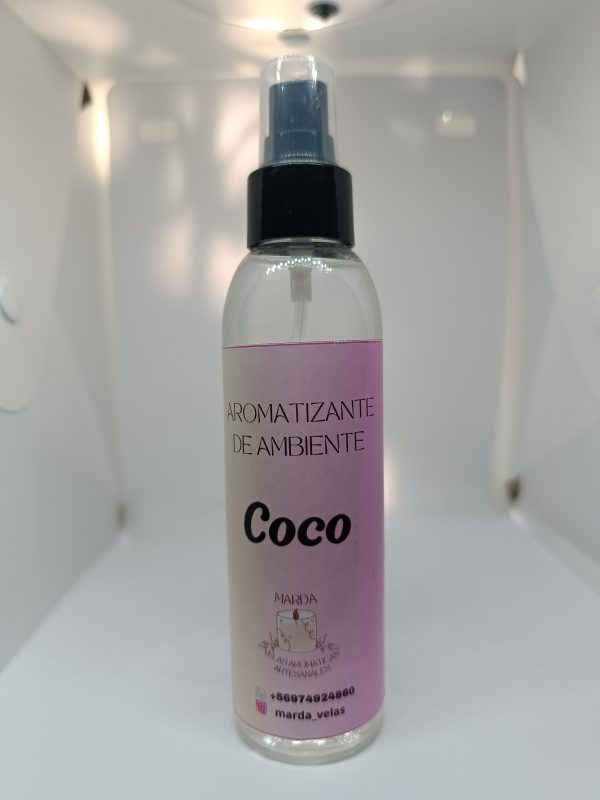 AROMATIZANTE
DE AMBIENTE
Coco
MARDA
VELAS AROMATICAS
ARTESANALES
+56974924860
marda_velas